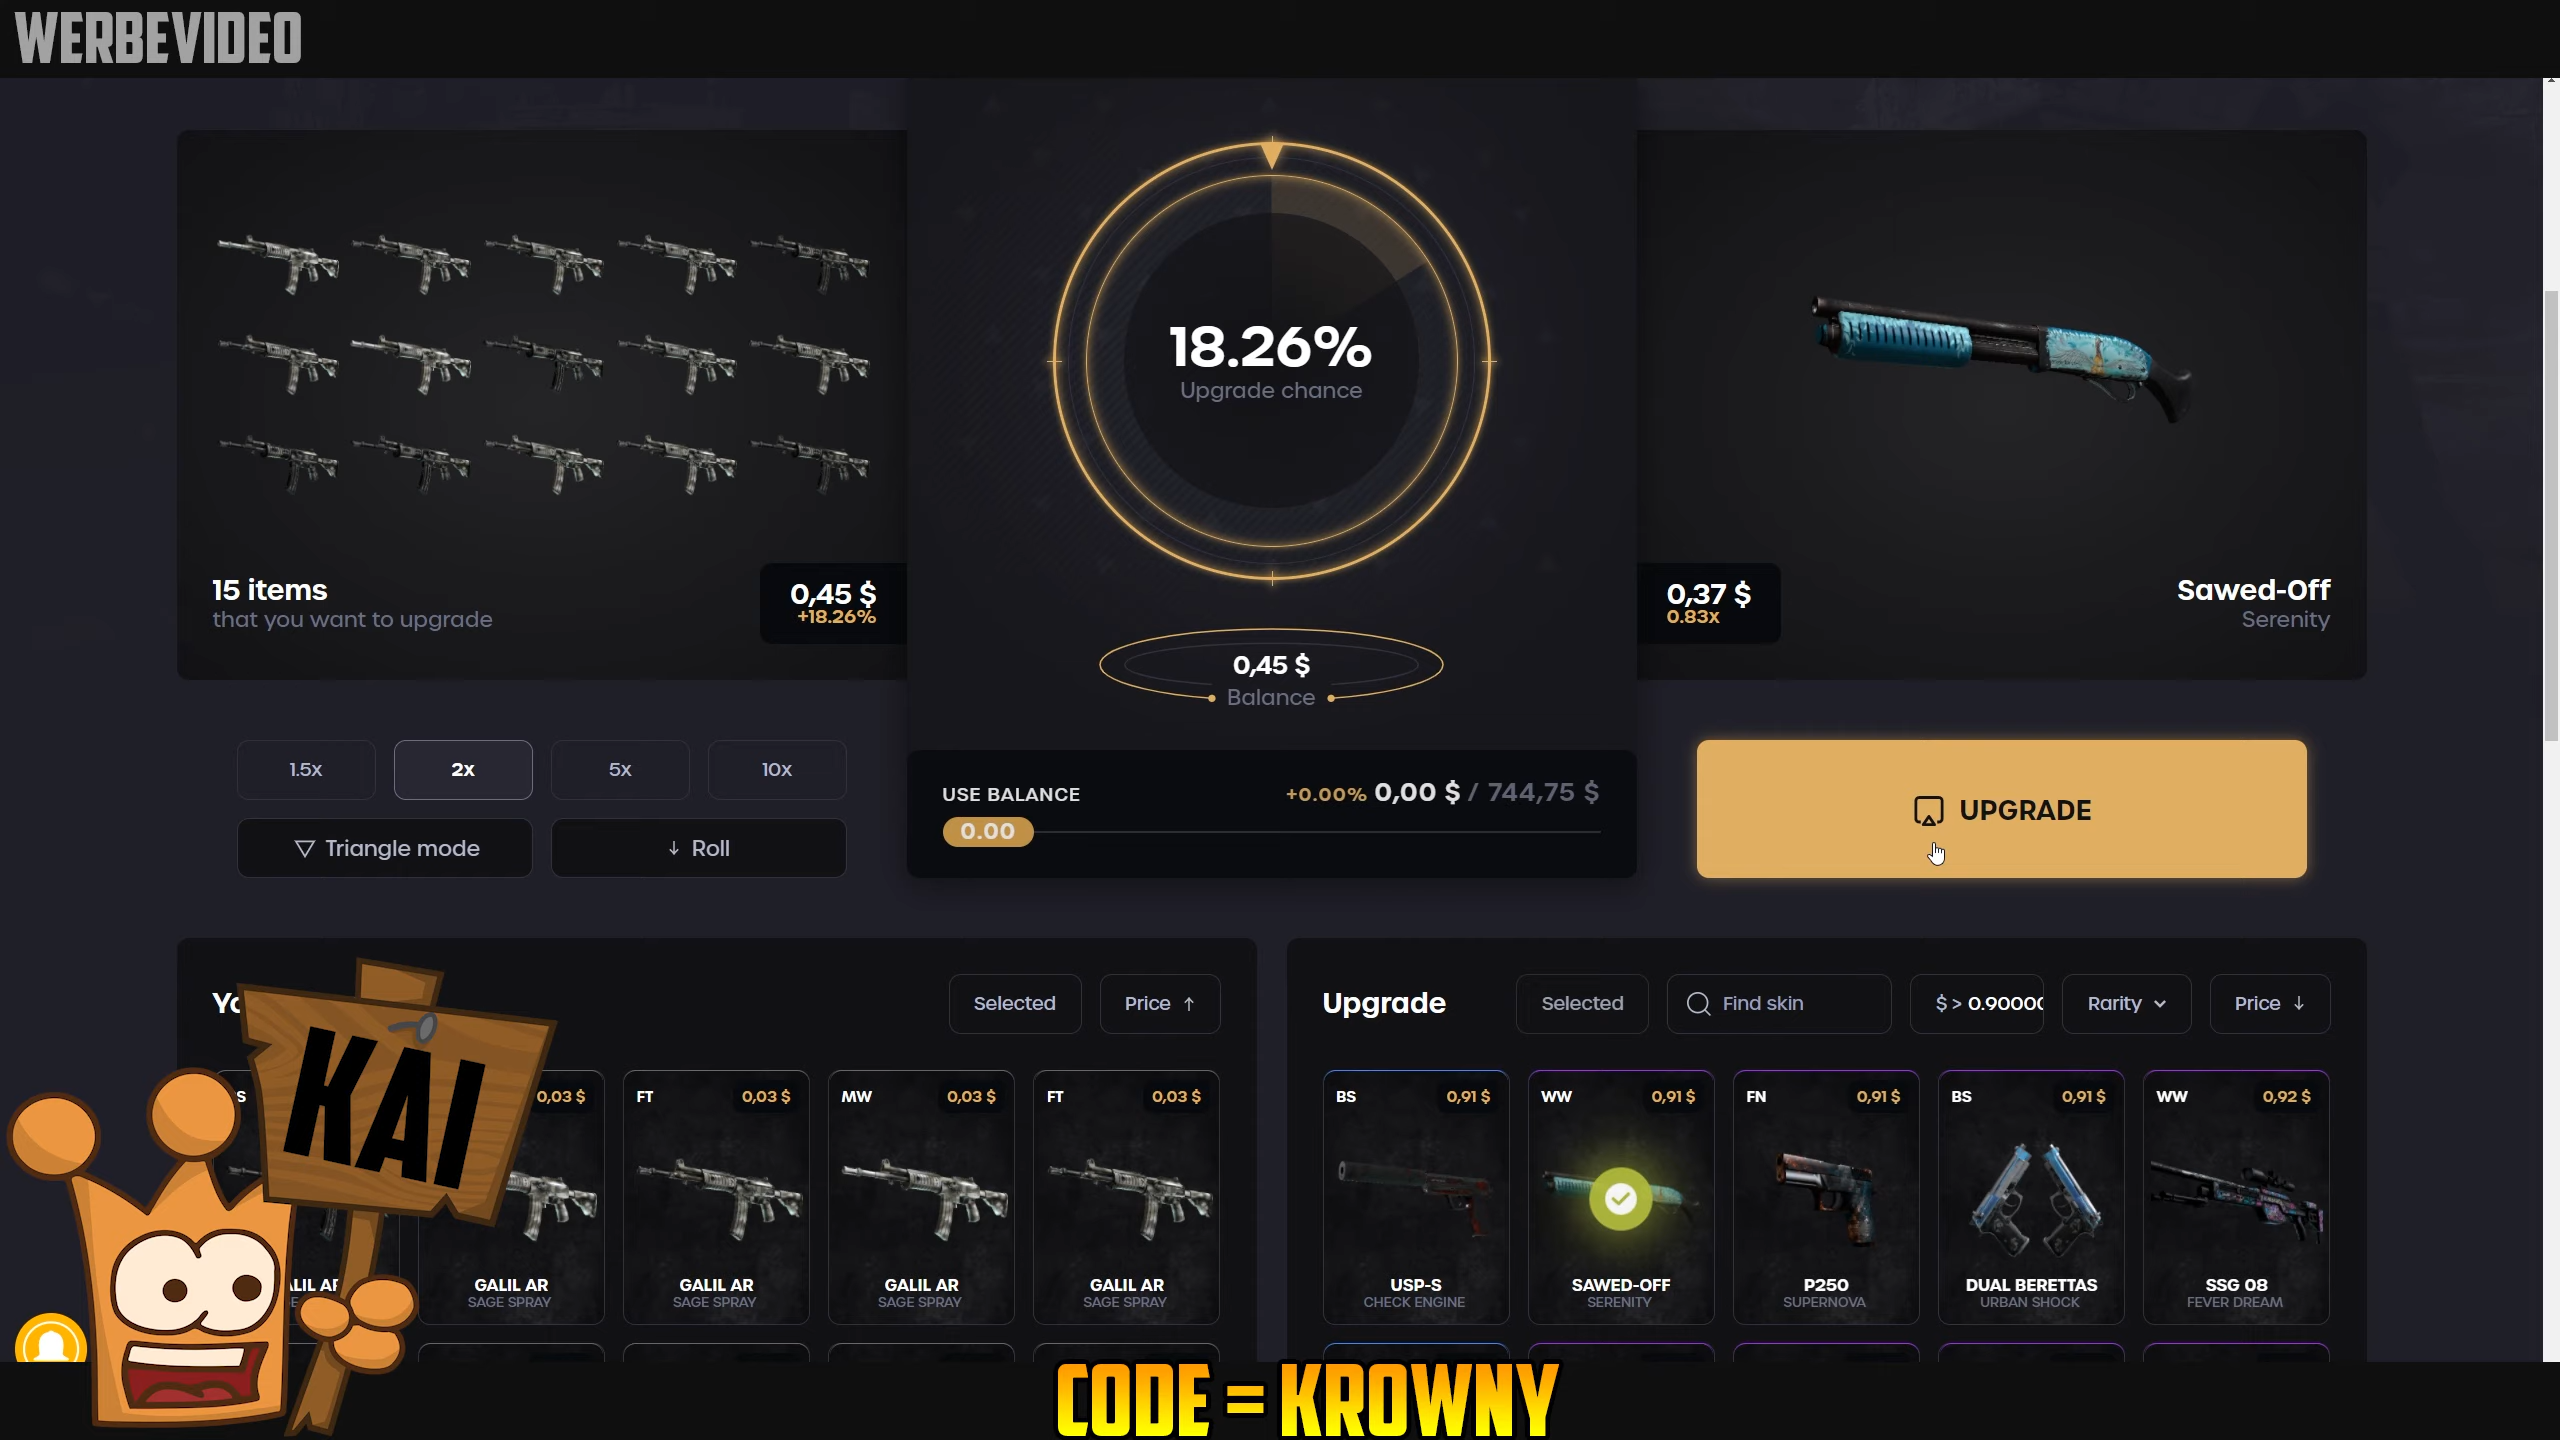 WERBEVIDEO
18.26%
Upgrade chance
15 items
that you want to upgrade
0,45 $
+18.26%
0,37 $
0.83x
Sawed-Off
Serenity
0,45 $
Balance
1.5x
2x
5x
10x
Triangle mode
Roll
USE BALANCE
+0.00% 0,00 $ / 744,75 $
0.00
UPGRADE
Selected
Price
Upgrade
Selected
Find skin
$ > 0.9000
Rarity
Price
KAI
0,03 $
FT 0,03 $
MW 0,03 $
FT 0,03 $
BS 0,91 $
WW 0,91 $
FN 0,91 $
BS 0,91 $
WW 0,92 $
GALIL AR
SAGE SPRAY
GALIL AR
SAGE SPRAY
GALIL AR
SAGE SPRAY
GALIL AR
SAGE SPRAY
USP-S
CHECK ENGINE
SAWED-OFF
SERENITY
P250
SUPERNOVA
DUAL BERETTAS
URBAN SHOCK
SSG 08
FEVER DREAM
CODE = KROWNY